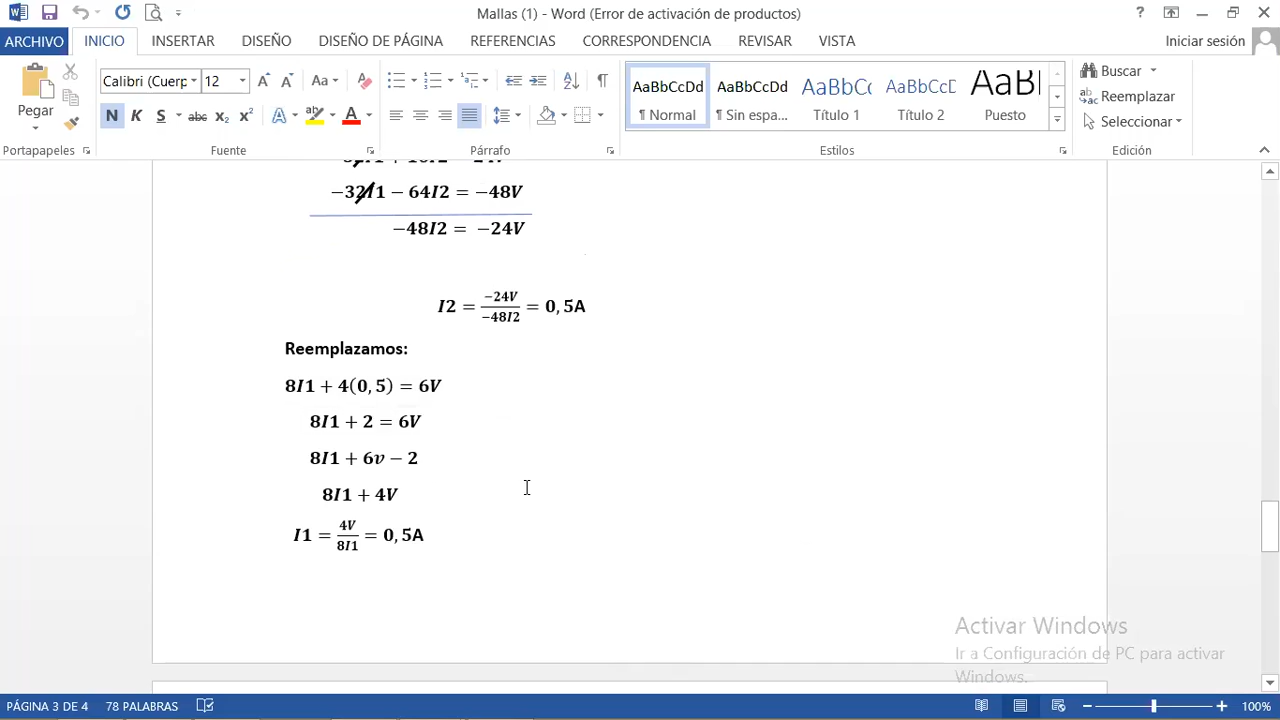 Mallas (1) - Word (Error de activación de productos)
ARCHIVO INICIO INSERTAR DISEÑO DISEÑO DE PÁGINA REFERENCIAS CORRESPONDENCIA REVISAR VISTA Iniciar sesión
Calibri (Cuerp 12
Pegar
N K S abc x₂ x²
AaBbCcDd AaBbCcDd AaBbCc AaBbCcD AaBl
¶ Normal ¶ Sin espa... Título 1 Título 2 Puesto
Buscar
Reemplazar
Seleccionar
Portapapeles Fuente Párrafo Estilos Edición
−32I1 − 64I2 = −48V
−48I2 = −24V
I2 = −24V/−48I2 = 0,5A
Reemplazamos:
8I1 + 4(0,5) = 6V
8I1 + 2 = 6V
8I1 + 6v − 2
8I1 + 4V
I1 = 4V/8I1 = 0,5A
Activar Windows
Ir a Configuración de PC para activar
Windows.
PÁGINA 3 DE 4 78 PALABRAS 100%